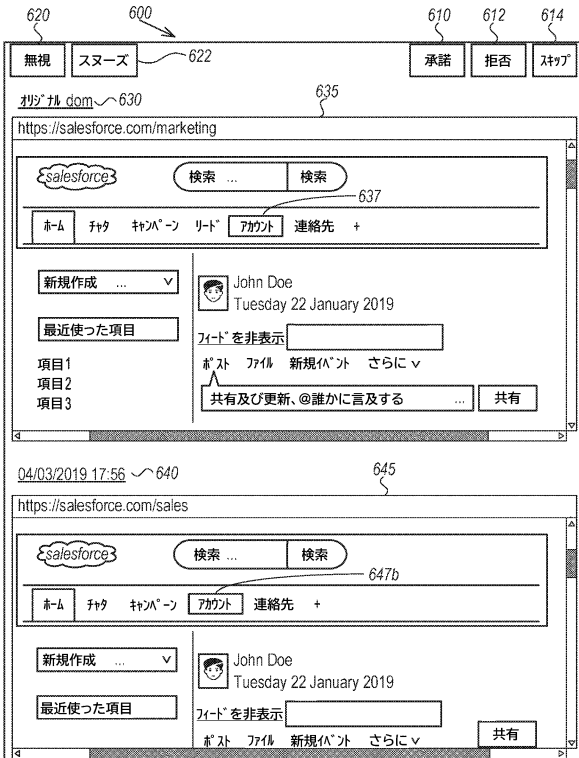 620 600 610 612 614
無視 スヌーズ 622 承諾 拒否 スキップ
オリジナル dom 630 635
https://salesforce.com/marketing
salesforce 検索 ... 検索
637
ホーム チャタ キャンペーン リード アカウント 連絡先 +
新規作成 ... v John Doe
Tuesday 22 January 2019
最近使った項目 フィードを非表示
項目1 ポスト ファイル 新規イベント さらに v
項目2
項目3 共有及び更新、@誰かに言及する ... 共有
04/03/2019 17:56 640 645
https://salesforce.com/sales
salesforce 検索 ... 検索
647b
ホーム チャタ キャンペーン アカウント 連絡先 +
新規作成 ... v John Doe
Tuesday 22 January 2019
最近使った項目 フィードを非表示
ポスト ファイル 新規イベント さらに v 共有